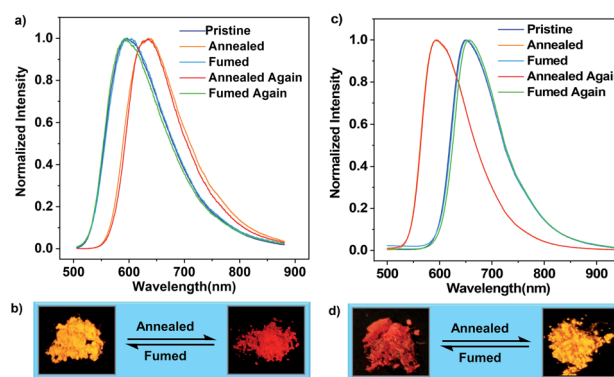 a)
Normalized Intensity
1.0
0.8
0.6
0.4
0.2
0.0
Pristine
Annealed
Fumed
Annealed Again
Fumed Again
500 600 700 800 900
Wavelength(nm)
c)
Normalized Intensity
1.0
0.8
0.6
0.4
0.2
0.0
Pristine
Annealed
Fumed
Annealed Again
Fumed Again
500 600 700 800 900
Wavelength(nm)
b)
Annealed
Fumed
d)
Annealed
Fumed